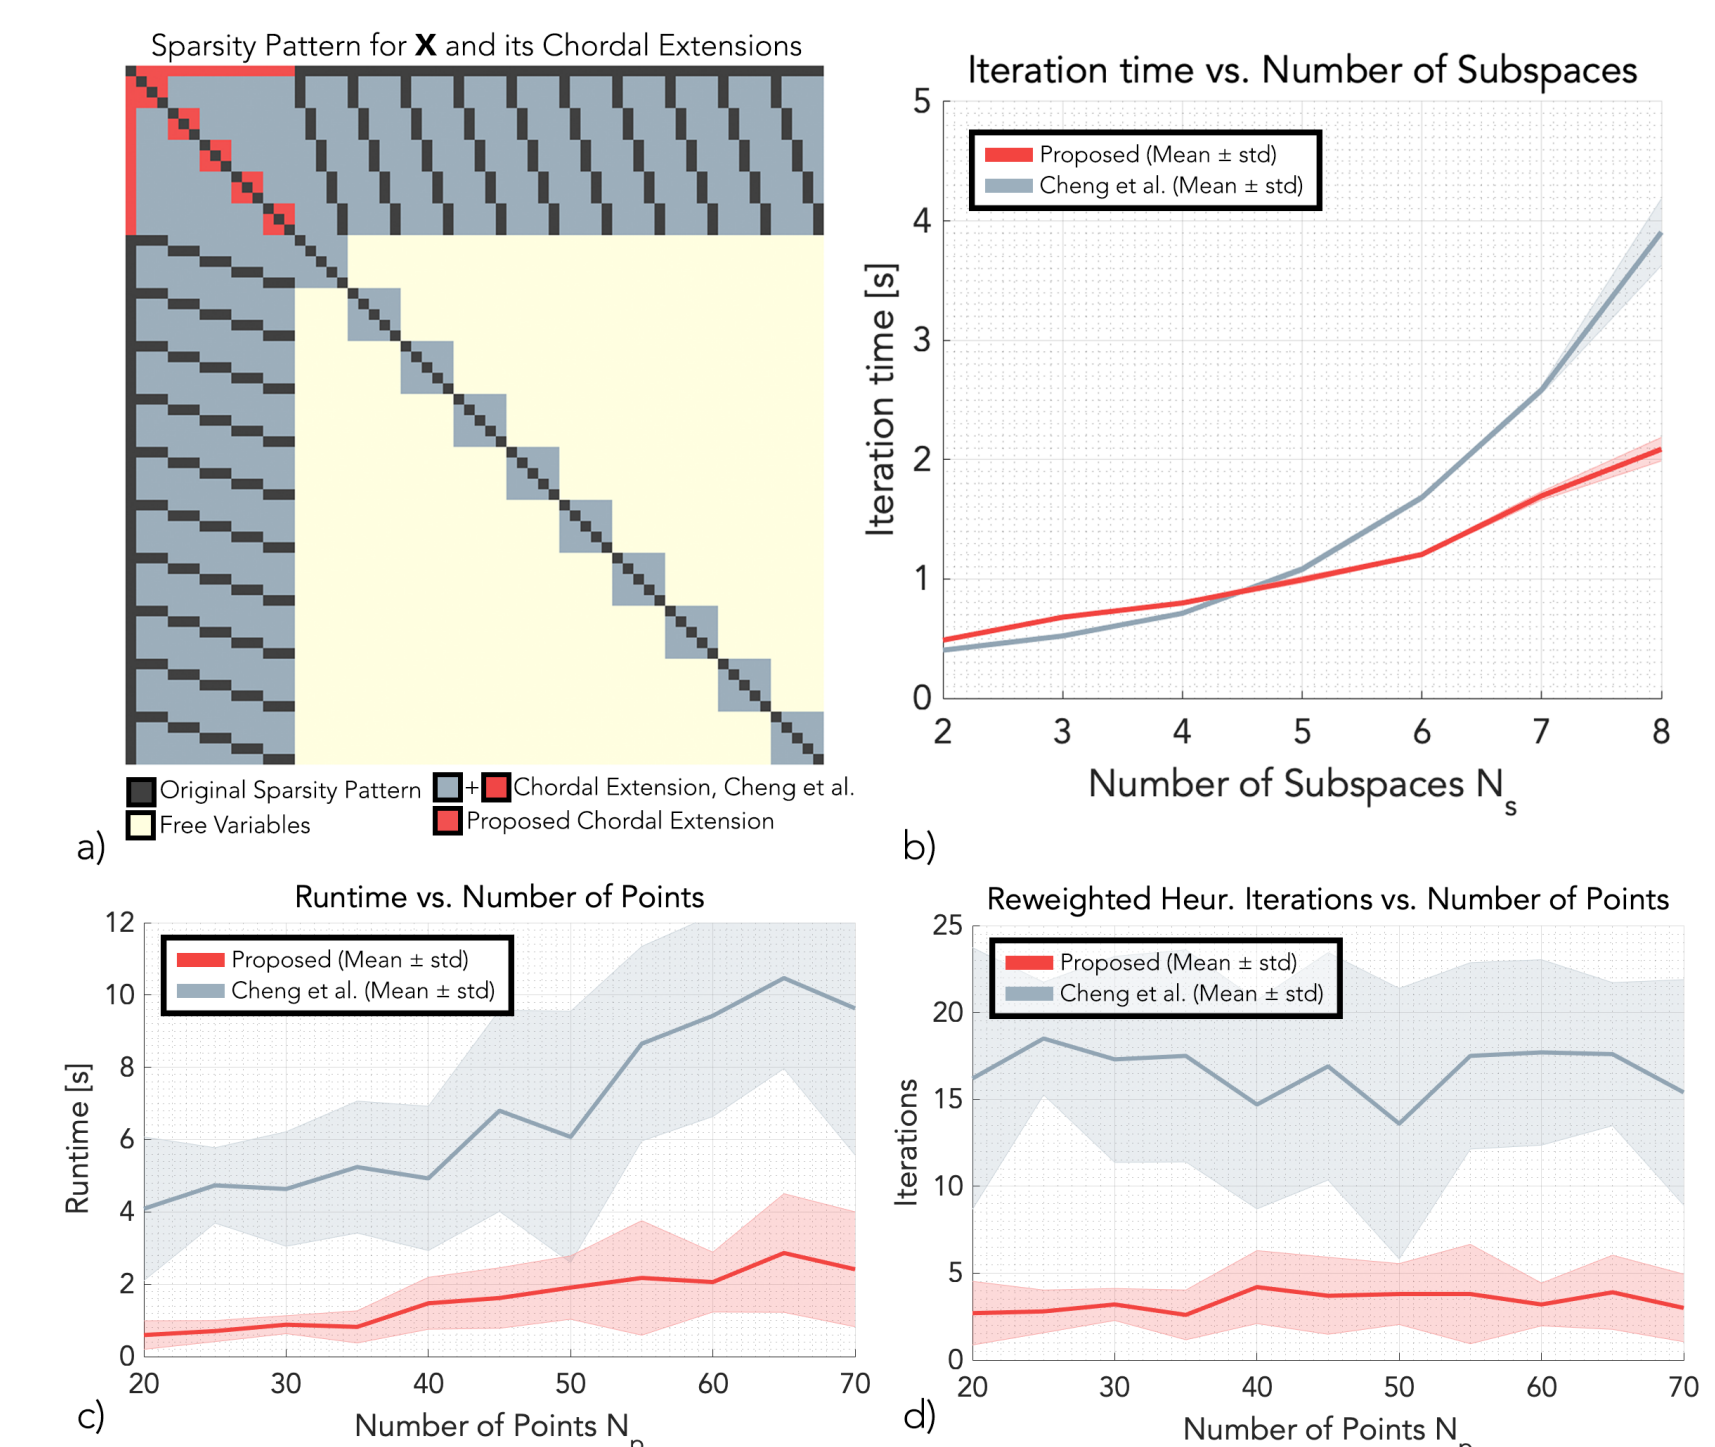 Sparsity Pattern for X and its Chordal Extensions
Original Sparsity Pattern
+ Chordal Extension, Cheng et al.
Free Variables
Proposed Chordal Extension
a)
Iteration time vs. Number of Subspaces
Proposed (Mean ± std)
Cheng et al. (Mean ± std)
Iteration time [s]
5
4
3
2
1
0
2 3 4 5 6 7 8
Number of Subspaces Ns
b)
Runtime vs. Number of Points
Proposed (Mean ± std)
Cheng et al. (Mean ± std)
Runtime [s]
12
10
8
6
4
2
0
20 30 40 50 60 70
Number of Points Np
c)
Reweighted Heur. Iterations vs. Number of Points
Proposed (Mean ± std)
Cheng et al. (Mean ± std)
Iterations
25
20
15
10
5
0
20 30 40 50 60 70
Number of Points Np
d)